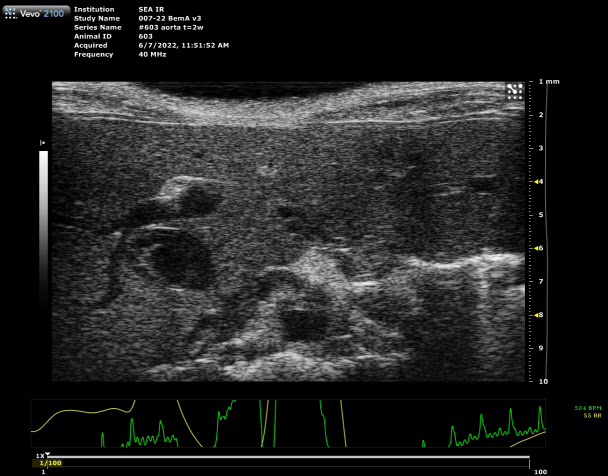 Vevo 2100
Institution SEA IR
Study Name 007-22 BemA v3
Series Name #603 aorta t=2w
Animal ID 603
Acquired 6/7/2022, 11:51:52 AM
Frequency 40 MHz
1 mm
2
3
4
5
6
7
8
9
10
524 BPM
55 RR
1X
1/100
1
100